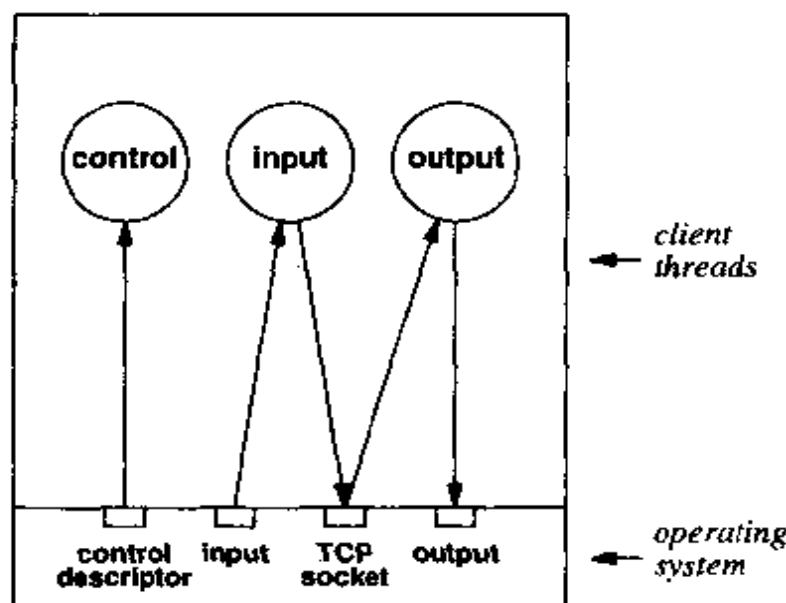 control
input
output
client
threads
control
descriptor
input
TCP
socket
output
operating
system